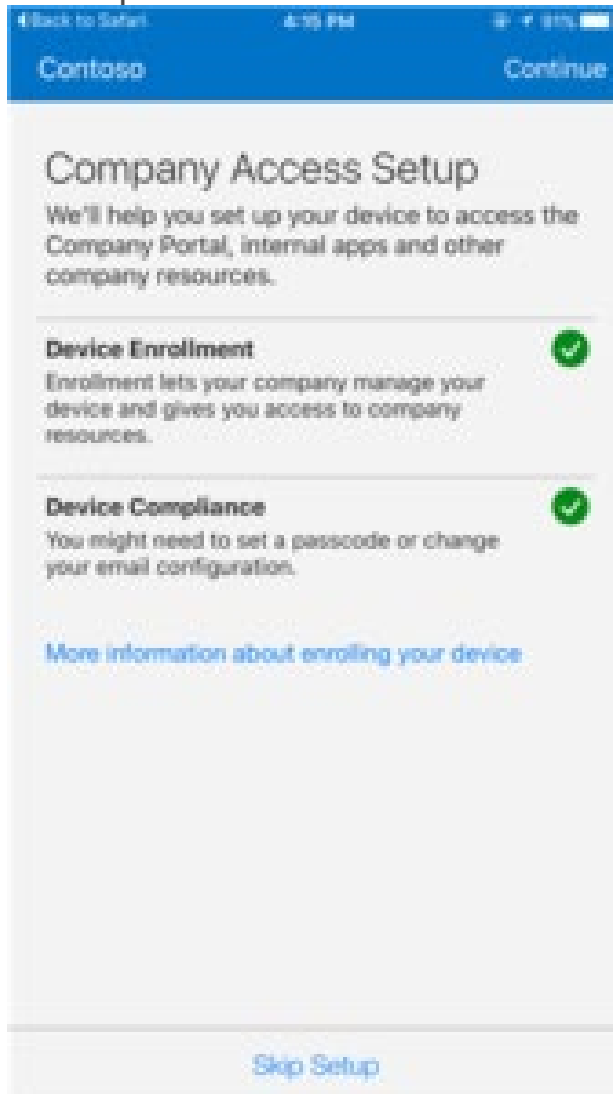 Back to Safari 4:15 PM 91%
Contoso Continue
Company Access Setup
We'll help you set up your device to access the
Company Portal, internal apps and other
company resources.
Device Enrollment
Enrollment lets your company manage your
device and gives you access to company
resources.
Device Compliance
You might need to set a passcode or change
your email configuration.
More information about enrolling your device
Skip Setup